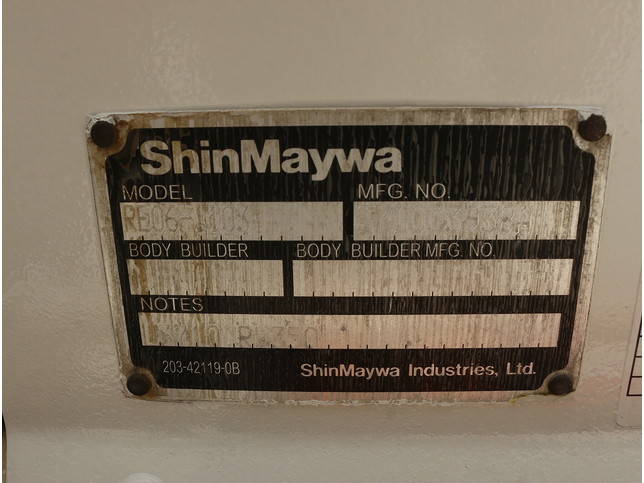 ShinMaywa
MODEL MFG. NO.
BODY BUILDER BODY BUILDER MFG. NO.
NOTES
203-42119-0B ShinMaywa Industries, Ltd.